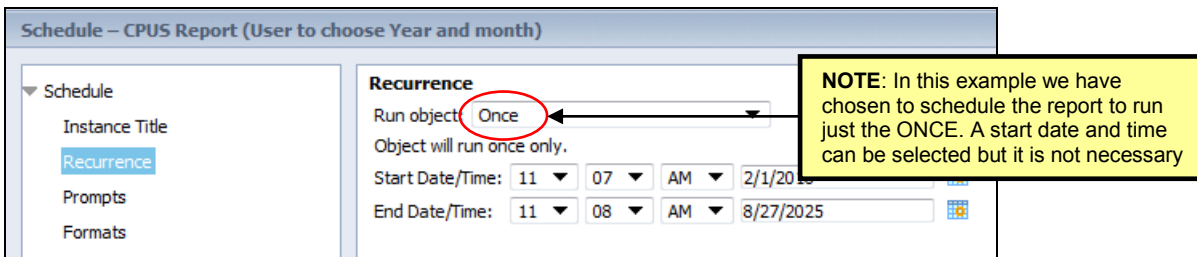 Schedule – CPUS Report (User to choose Year and month)
Schedule
Instance Title
Recurrence
Prompts
Formats
Recurrence
Run object: Once
Object will run once only.
Start Date/Time: 11 07 AM
End Date/Time: 11 08 AM 8/27/2025
NOTE: In this example we have
chosen to schedule the report to run
just the ONCE. A start date and time
can be selected but it is not necessary